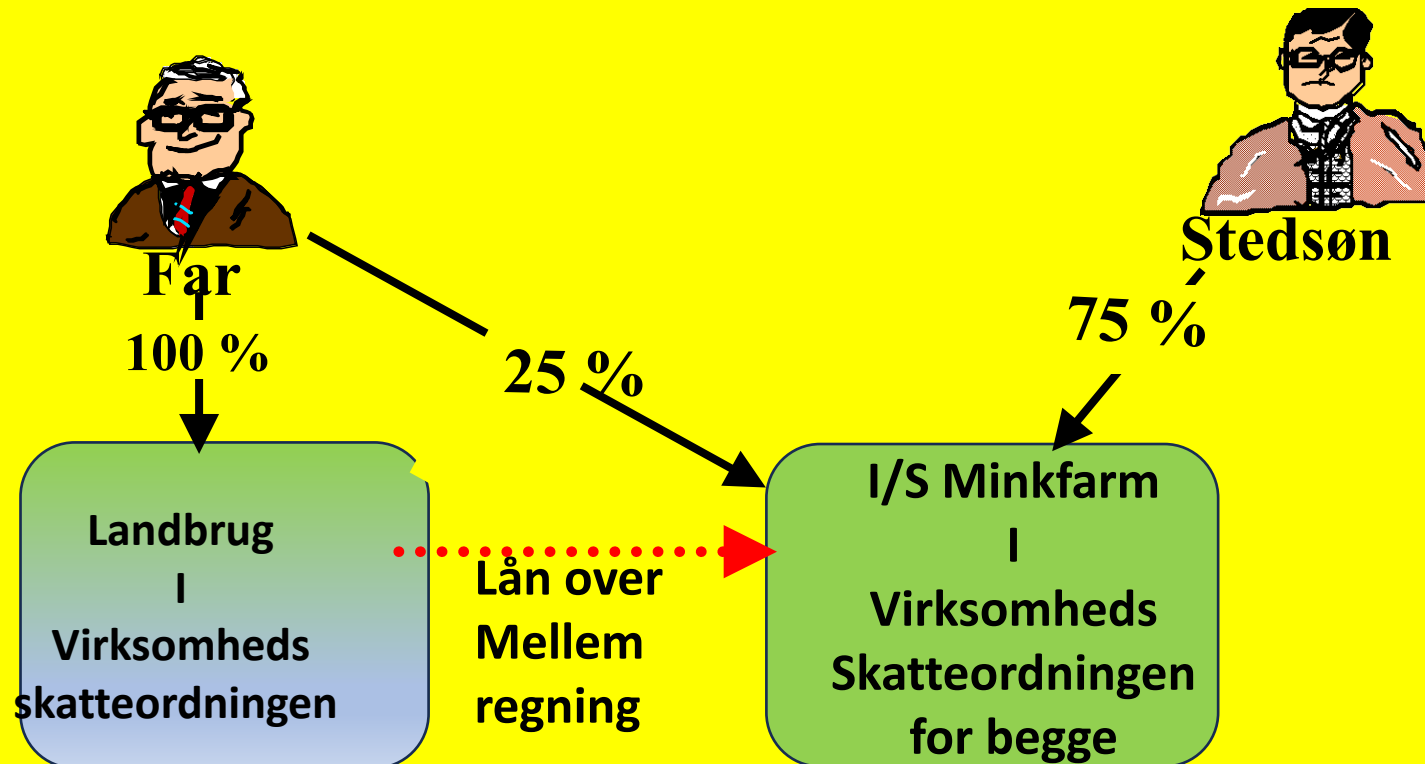 Far
Stedsøn
100 %
25 %
75 %
Landbrug
I
Virksomheds
skatteordningen
Lån over
Mellem
regning
I/S Minkfarm
I
Virksomheds
Skatteordningen
for begge